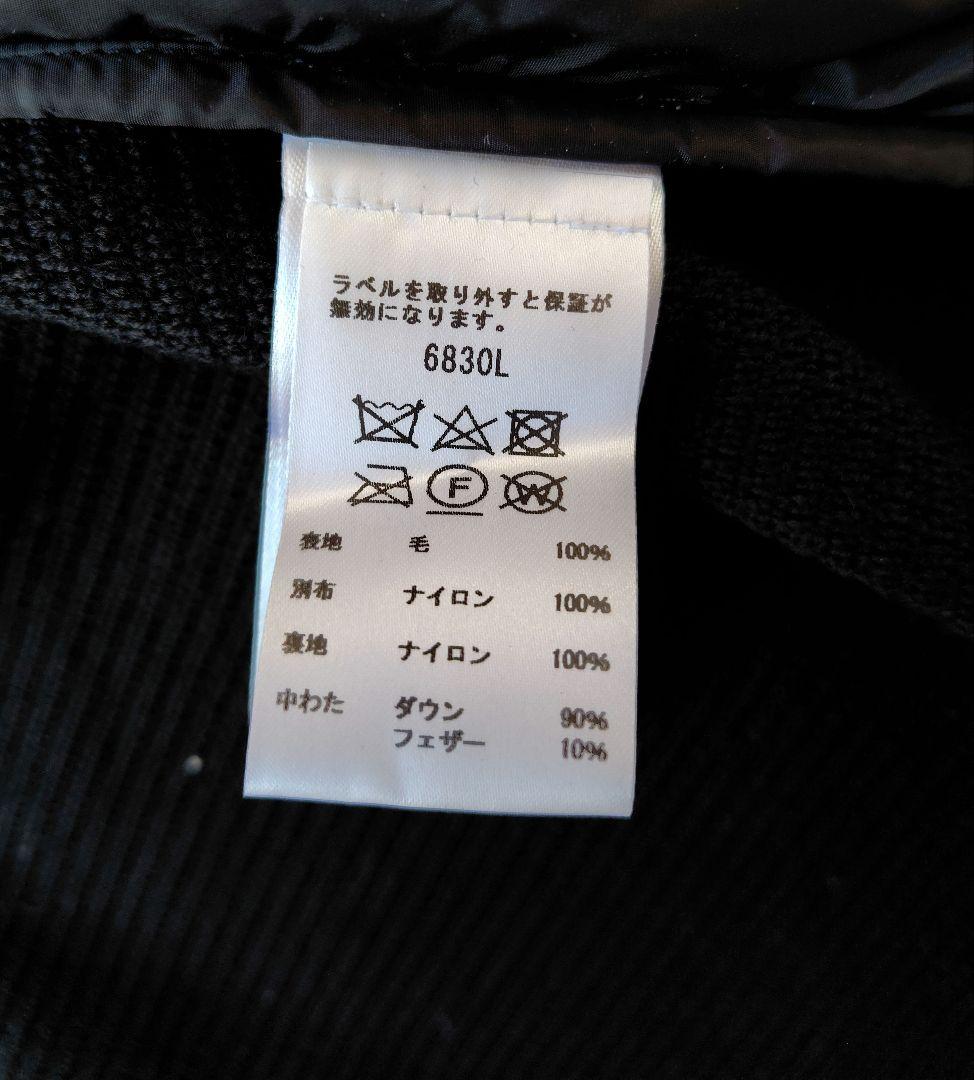 ラベルを取り外すと保証が
無効になります。
6830L
F W
表地 毛 100%
別布 ナイロン 100%
裏地 ナイロン 100%
中わた ダウン 90%
フェザー 10%